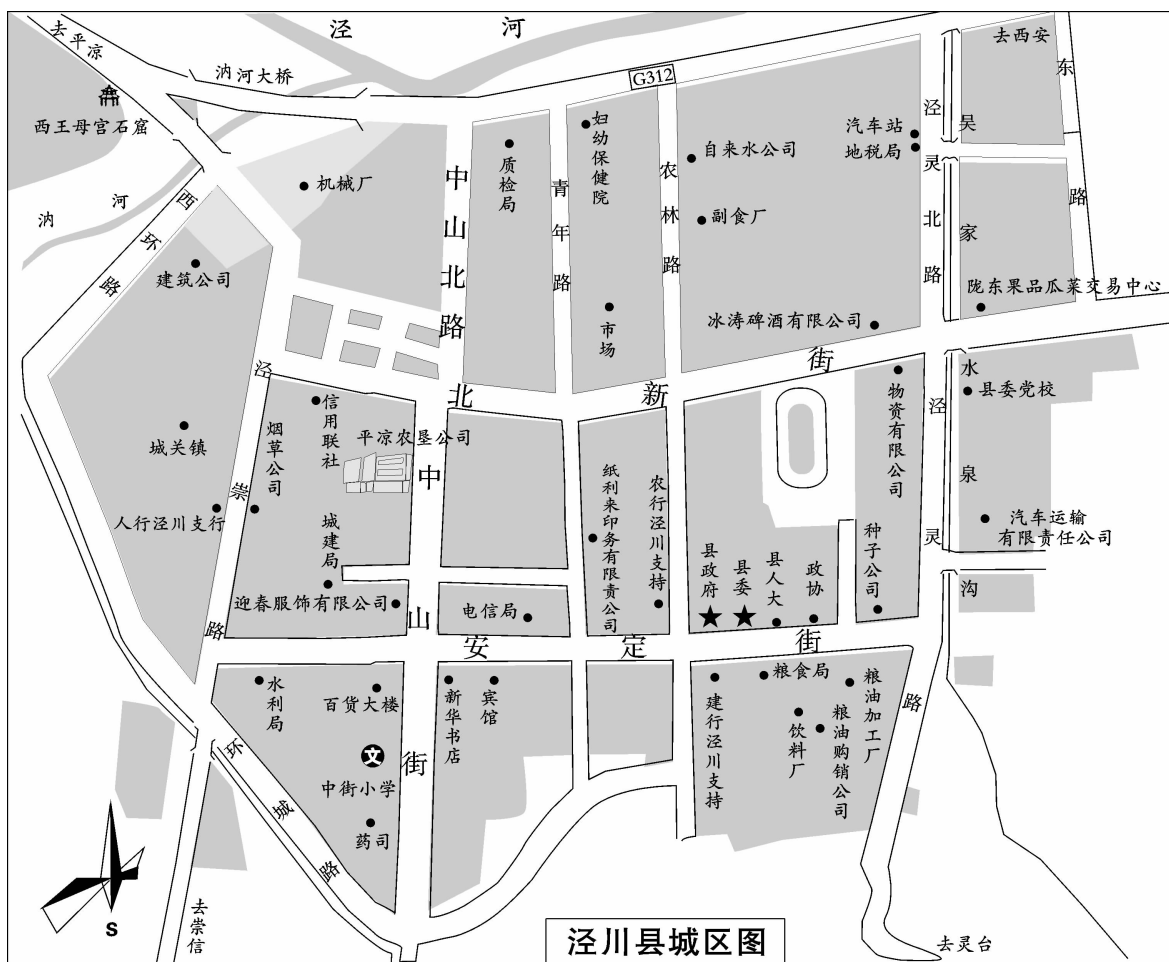 泾河
去平凉
汭河大桥
G312
去西安
东路
西王母宫石窟
汭河
机械厂
中山北路
质检局
青年路
妇幼保健院
农林路
自来水公司
副食厂
汽车站
地税局
泾灵北路
吴家水泉沟
西环路
建筑公司
市场
冰涛碑酒有限公司
陇东果品瓜菜交易中心
北新街
泾崇路
信用联社
烟草公司
城关镇
平凉农垦公司
人行泾川支行
城建局
迎春服饰有限公司
中山街
电信局
纸利来印务有限责公司
农行泾川支持
县政府
县委
县人大
政协
种子公司
物资有限公司
泾灵路
县委党校
汽车运输
有限责任公司
安定街
水利局
百货大楼
新华书店
宾馆
文
中街小学
药司
环城路
建行泾川支持
粮食局
饮料厂
粮油购销公司
粮油加工厂
S
去崇信
去灵台
泾川县城区图